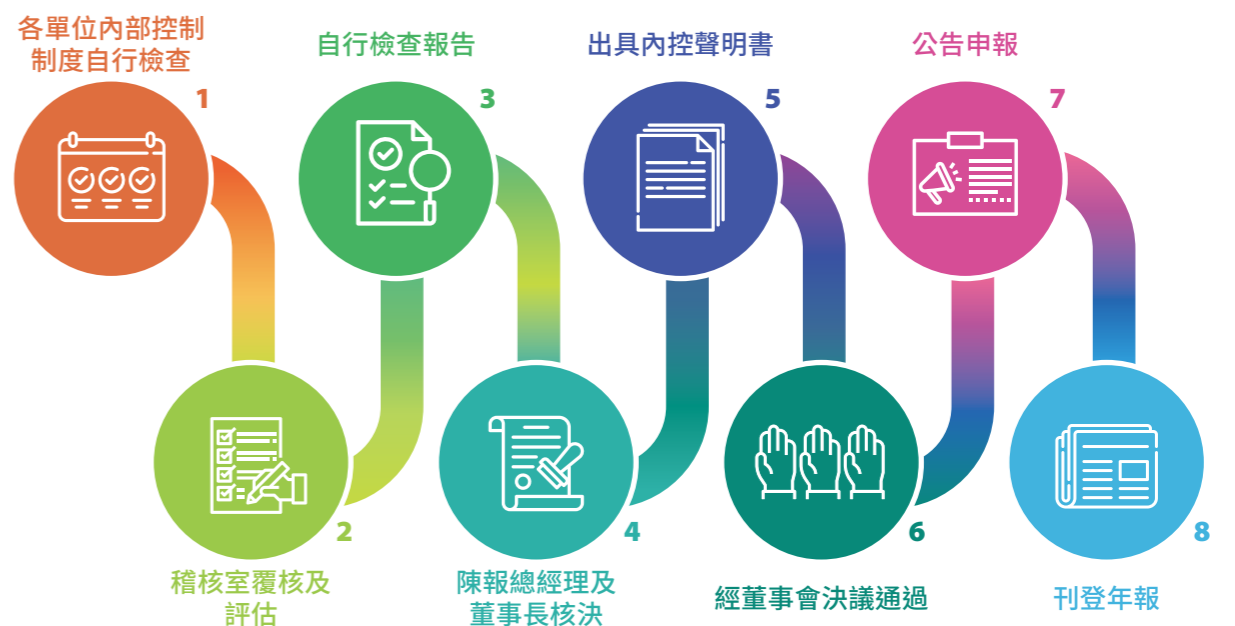 各單位內部控制
制度自行檢查
1
稽核室覆核及
評估
2
自行檢查報告
3
陳報總經理及
董事長核決
4
出具內控聲明書
5
經董事會決議通過
6
公告申報
7
刊登年報
8